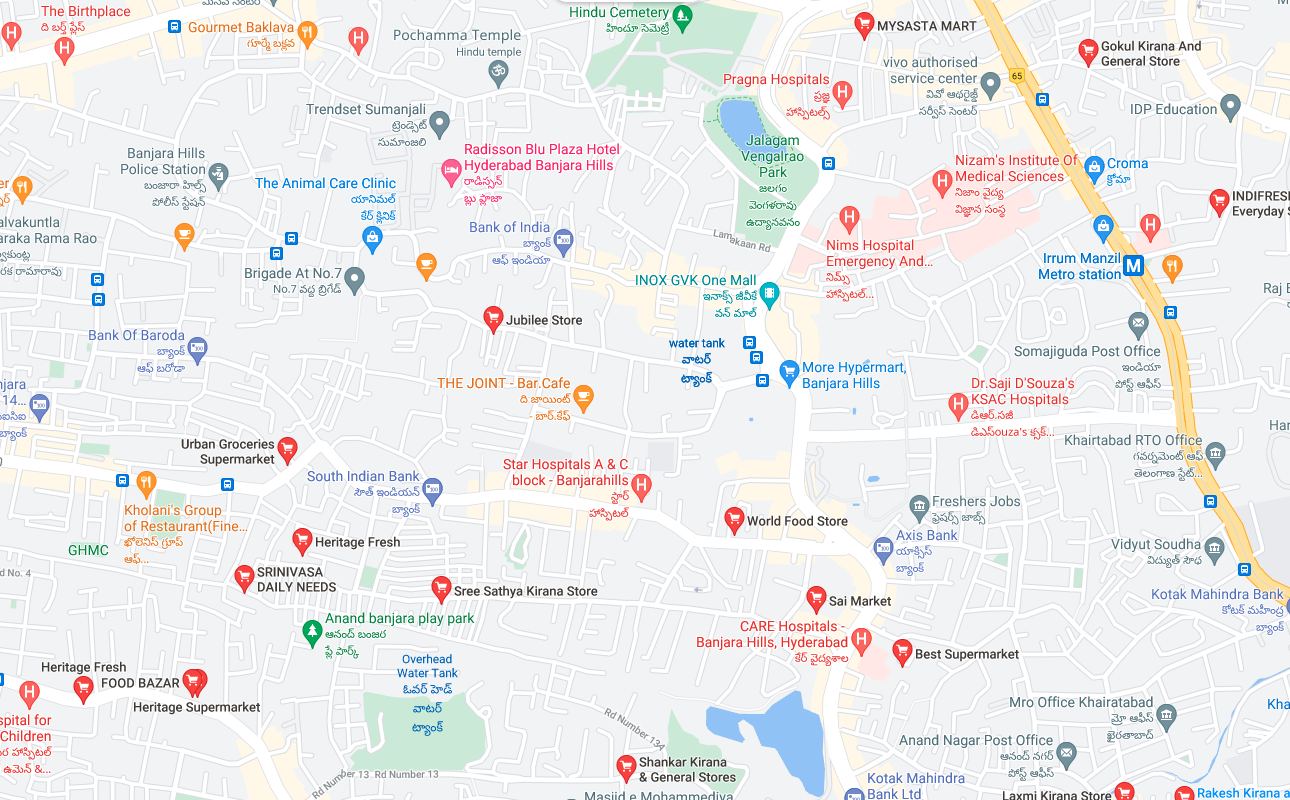 మసీన్ సెంటర్
The Birthplace
ది బర్త్ ప్లేస్
Gourmet Baklava
గూర్మే బక్లవ
Hindu Cemetery
హిందూ సెమెట్రీ
MYSASTA MART
Gokul Kirana And
General Store
Pochamma Temple
Hindu temple
vivo authorised
service center
వివో ఆథరైజ్డ్
సర్వీస్ సెంటర్
65
Pragna Hospitals
ప్రజ్ఞ
హాస్పిటల్స్
IDP Education
Trendset Sumanjali
ట్రెండ్సెట్
సుమాంజలి
Jalagam
Vengalrao
Park
జలగం
వెంగళరావు
ఉద్యానవనం
Banjara Hills
Police Station
బంజారా హిల్స్
పోలీస్ స్టేషన్
Radisson Blu Plaza Hotel
Hyderabad Banjara Hills
రాడిస్సన్
బ్లు ప్లాజా
Nizam's Institute Of
Medical Sciences
నిజాం వైద్య
విజ్ఞాన సంస్థ
Croma
క్రోమా
The Animal Care Clinic
యానిమల్
కేర్ క్లినిక్
INDIFRES
Everyday S
alvakuntla
araka Rama Rao
Bank of India
బ్యాంక్
ఆఫ్ ఇండియా
Lamakaan Rd
Nims Hospital
Emergency And...
నిమ్స్
హాస్పిటల్...
Irrum Manzil
Metro station
M
Brigade At No.7
No.7 వద్ద బ్రిగేడ్
INOX GVK One Mall
ఇనాక్స్ జీవీకే
వన్ మాల్
Raj B
Jubilee Store
Bank Of Baroda
బ్యాంక్
ఆఫ్ బరోడా
water tank
వాటర్
ట్యాంక్
Somajiguda Post Office
ఇండియా
పోస్ట్ ఆఫీస్
More Hypermart,
Banjara Hills
THE JOINT - Bar.Cafe
ది జాయింట్
- బార్.కేఫ్
Dr.Saji D'Souza's
KSAC Hospitals
డిఆర్.సజీ
డిఎస్ouza's క్సక్...
njara
14...
బ్యాంక్
Urban Groceries
Supermarket
Khairtabad RTO Office
గవర్నమెంట్ ఆఫ్
తెలంగాణ స్టేట్...
Har
South Indian Bank
సౌత్ ఇండియన్
బ్యాంక్
Star Hospitals A & C
block - Banjarahills
స్టార్
హాస్పిటల్
Kholani's Group
of Restaurant(Fine...
ఖోలెనిస్ గ్రూప్
ఆఫ్...
World Food Store
Freshers Jobs
ఫ్రెషర్స్ జాబ్స్
Axis Bank
యాక్సిస్
బ్యాంక్
Heritage Fresh
GHMC
Vidyut Soudha
విద్యుత్ సౌధ
d No. 4
SRINIVASA
DAILY NEEDS
Sree Sathya Kirana Store
Sai Market
Kotak Mahindra Bank
కోటక్ మహీంద్ర
బ్యాంక్
Anand banjara play park
ఆనంద్ బంజర
ప్లే పార్క్
CARE Hospitals -
Banjara Hills, Hyderabad
కేర్ వైద్యశాల
Best Supermarket
Heritage Fresh
FOOD BAZAR
Heritage Supermarket
Overhead
Water Tank
ఓవర్ హెడ్
వాటర్
ట్యాంక్
Mro Office Khairatabad
మ్రో ఆఫీస్
ఖైరతాబాద్
Kha
spital for
Children
హాస్పిటల్
ఉమెన్ &...
Rd Number 134
Anand Nagar Post Office
ఆనంద్ నగర్
పోస్ట్ ఆఫీస్
Shankar Kirana
& General Stores
Rd Number 13
Rd Number 13
Kotak Mahindra
Bank Ltd
Masjid e Mohammediya
Laxmi Kirana Store
Rakesh Kirana a